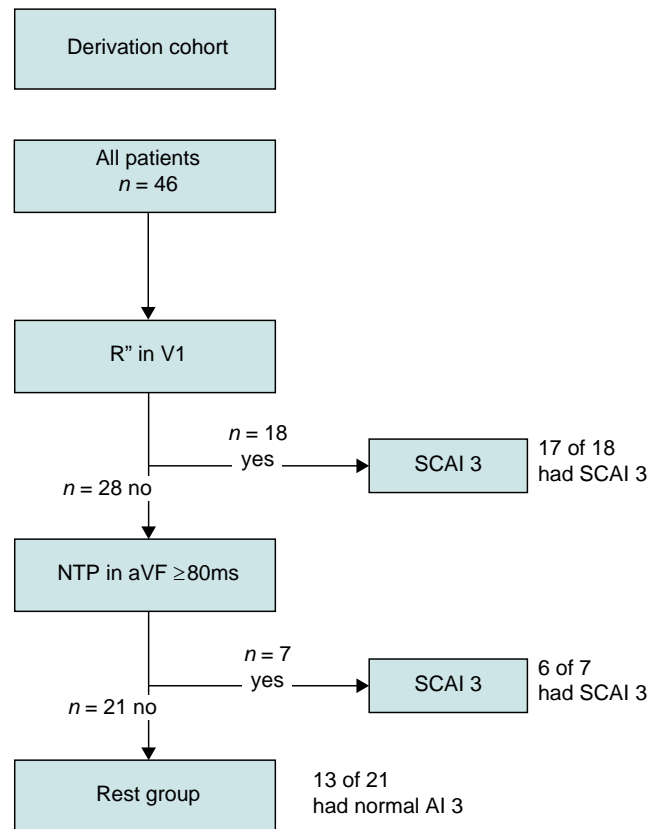 Derivation cohort
All patients
n = 46
R” in V1
n = 18
yes
SCAI 3
17 of 18
had SCAI 3
n = 28 no
NTP in aVF ≥80ms
n = 7
yes
SCAI 3
6 of 7
had SCAI 3
n = 21 no
Rest group
13 of 21
had normal AI 3